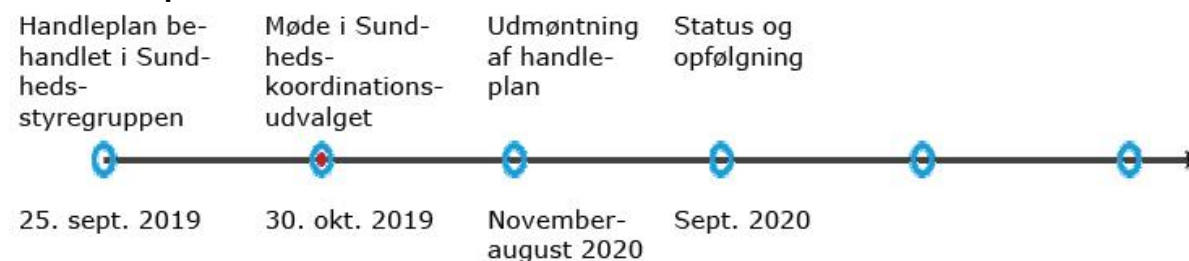 Handleplan be-
handlet i Sund-
heds-
styregruppen
Møde i Sund-
heds-
koordinations-
udvalget
Udmøntning
af handle-
plan
Status og
opfølgning
25. sept. 2019
30. okt. 2019
November-
august 2020
Sept. 2020